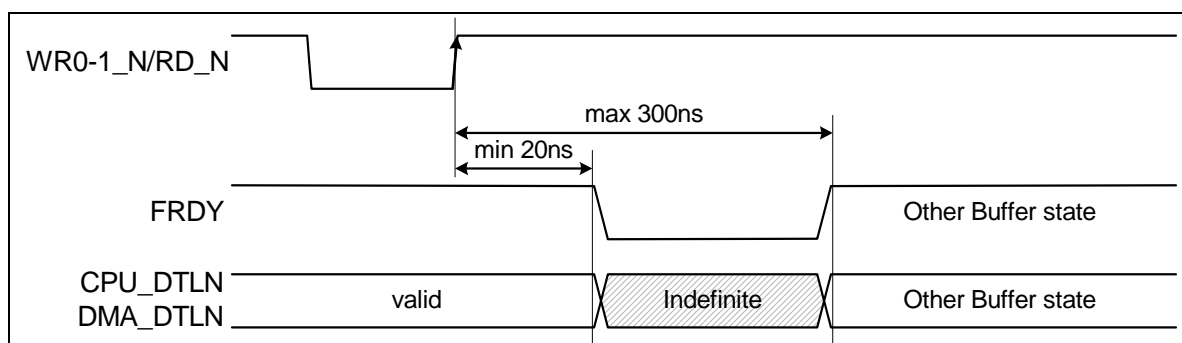 WR0-1_N/RD_N
max 300ns
min 20ns
FRDY
Other Buffer state
CPU_DTLN
DMA_DTLN
valid
Indefinite
Other Buffer state